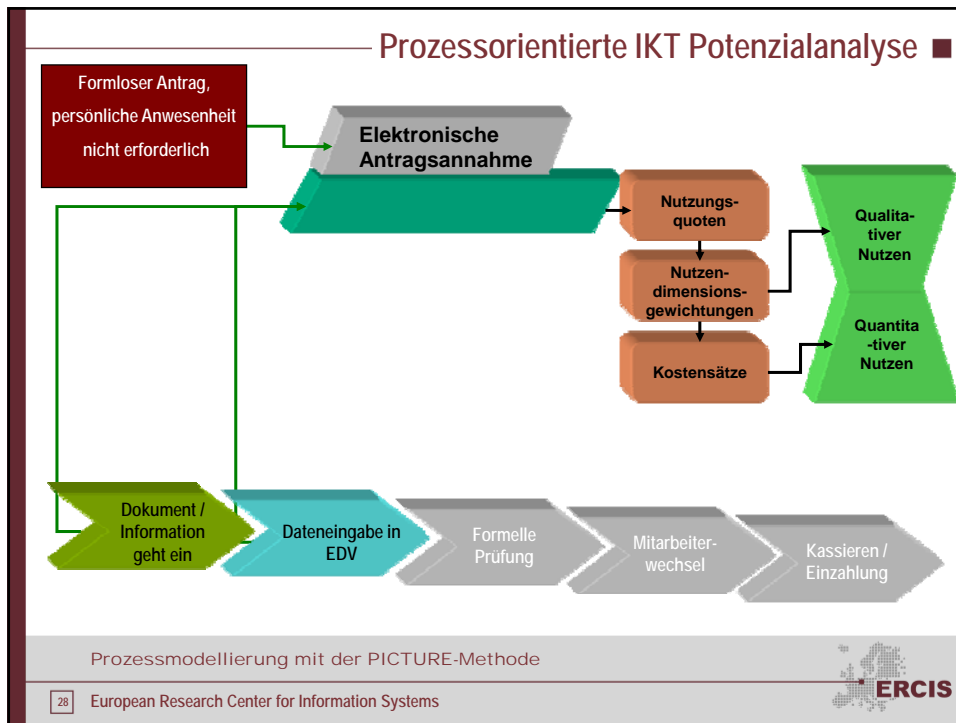 Prozessorientierte IKT Potenzialanalyse
Formloser Antrag,
persönliche Anwesenheit
nicht erforderlich
Elektronische
Antragsannahme
Nutzungs-
quoten
Nutzen-
dimensions-
gewichtungen
Kostensätze
Qualita-
tiver
Nutzen
Quantita
-tiver
Nutzen
Dokument /
Information
geht ein
Dateneingabe in
EDV
Formelle
Prüfung
Mitarbeiter-
wechsel
Kassieren /
Einzahlung
Prozessmodellierung mit der PICTURE-Methode
28 European Research Center for Information Systems
ERCIS